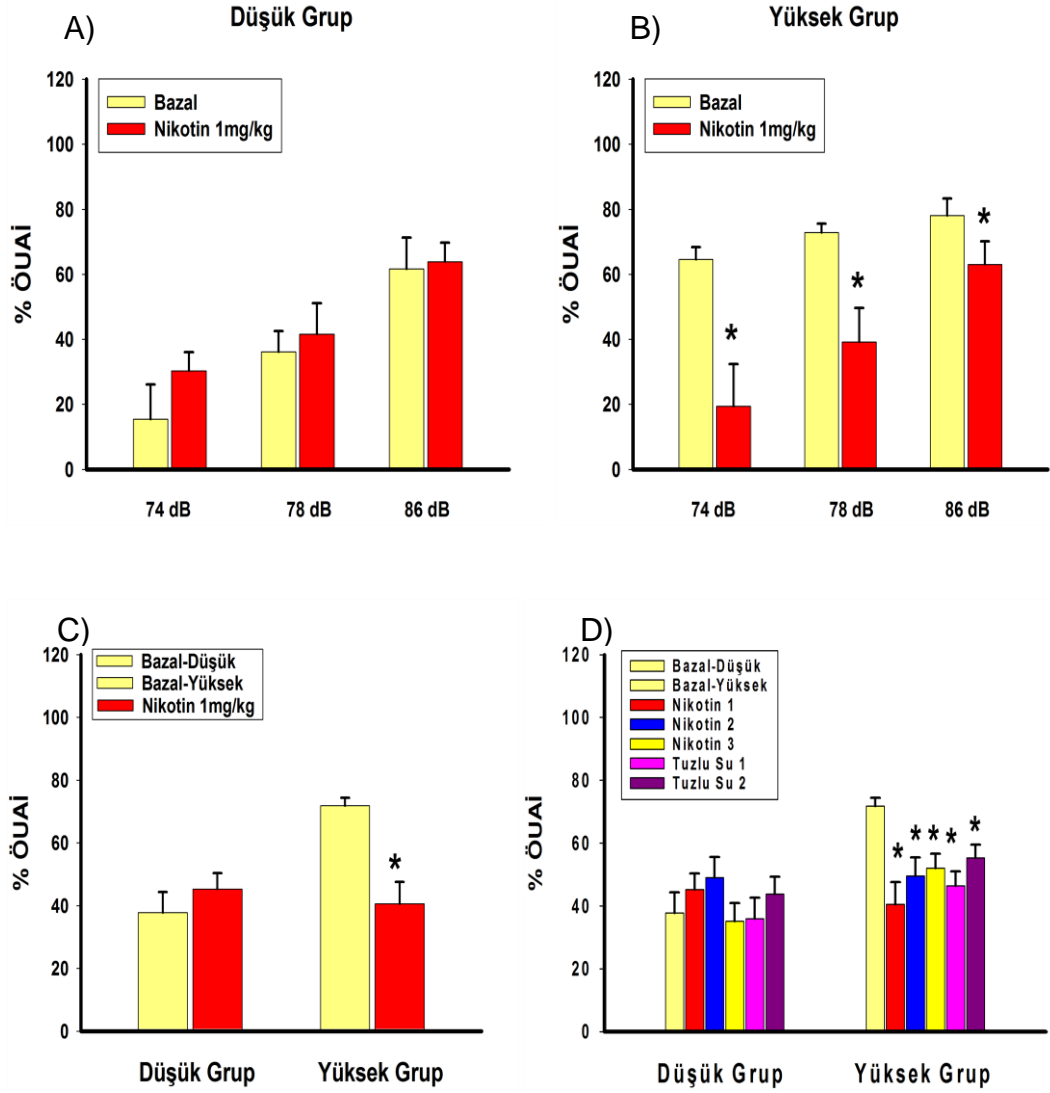 A)
Düşük Grup
120
100
80
60
40
20
0
% ÖUAİ
Bazal
Nikotin 1mg/kg
*
74 dB
78 dB
86 dB
B)
Yüksek Grup
120
100
80
60
40
20
0
% ÖUAİ
Bazal
Nikotin 1mg/kg
*
*
*
74 dB
78 dB
86 dB
C)
120
100
80
60
40
20
0
% ÖUAİ
Bazal-Düşük
Bazal-Yüksek
Nikotin 1mg/kg
*
Düşük Grup
Yüksek Grup
D)
120
100
80
60
40
20
0
% ÖUAİ
Bazal-Düşük
Bazal-Yüksek
Nikotin 1
Nikotin 2
Nikotin 3
Tuzlu Su 1
Tuzlu Su 2
* * * * *
Düşük Grup
Yüksek Grup